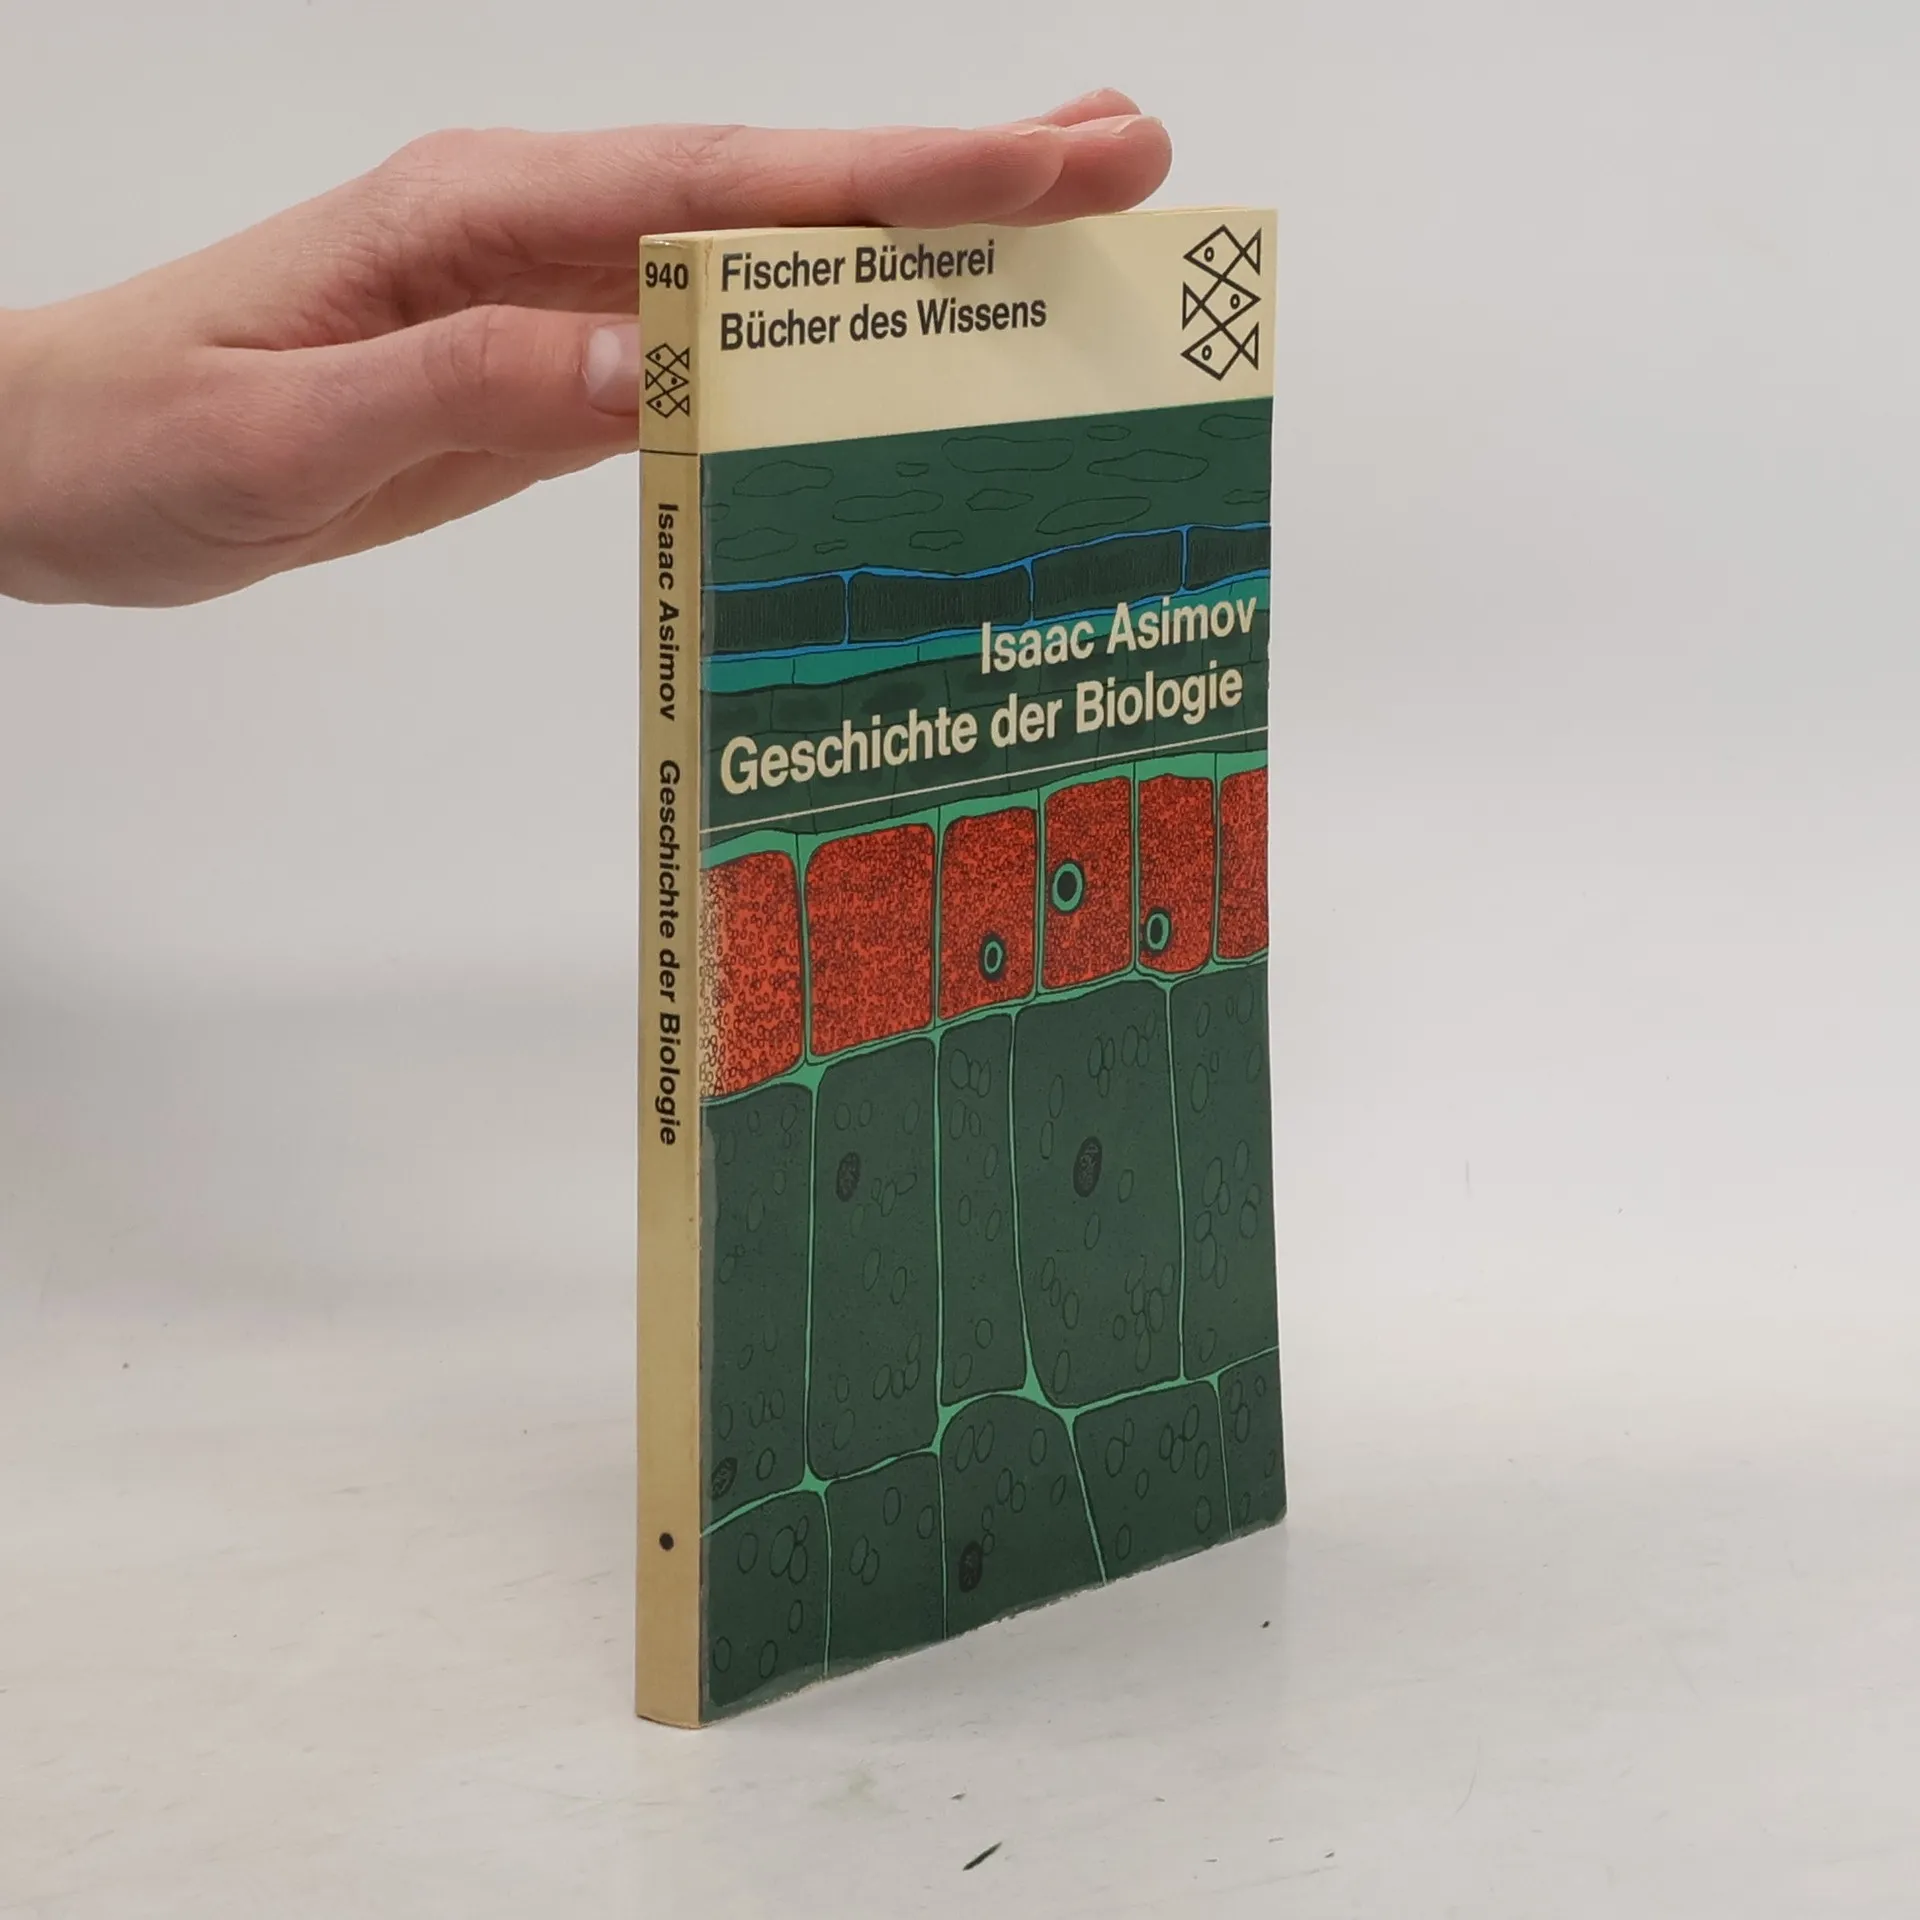 940
Isaac Asimov Geschichte der Biologie
Fischer Bücherei
Bücher des Wissens
Isaac Asimov
Geschichte der Biologie